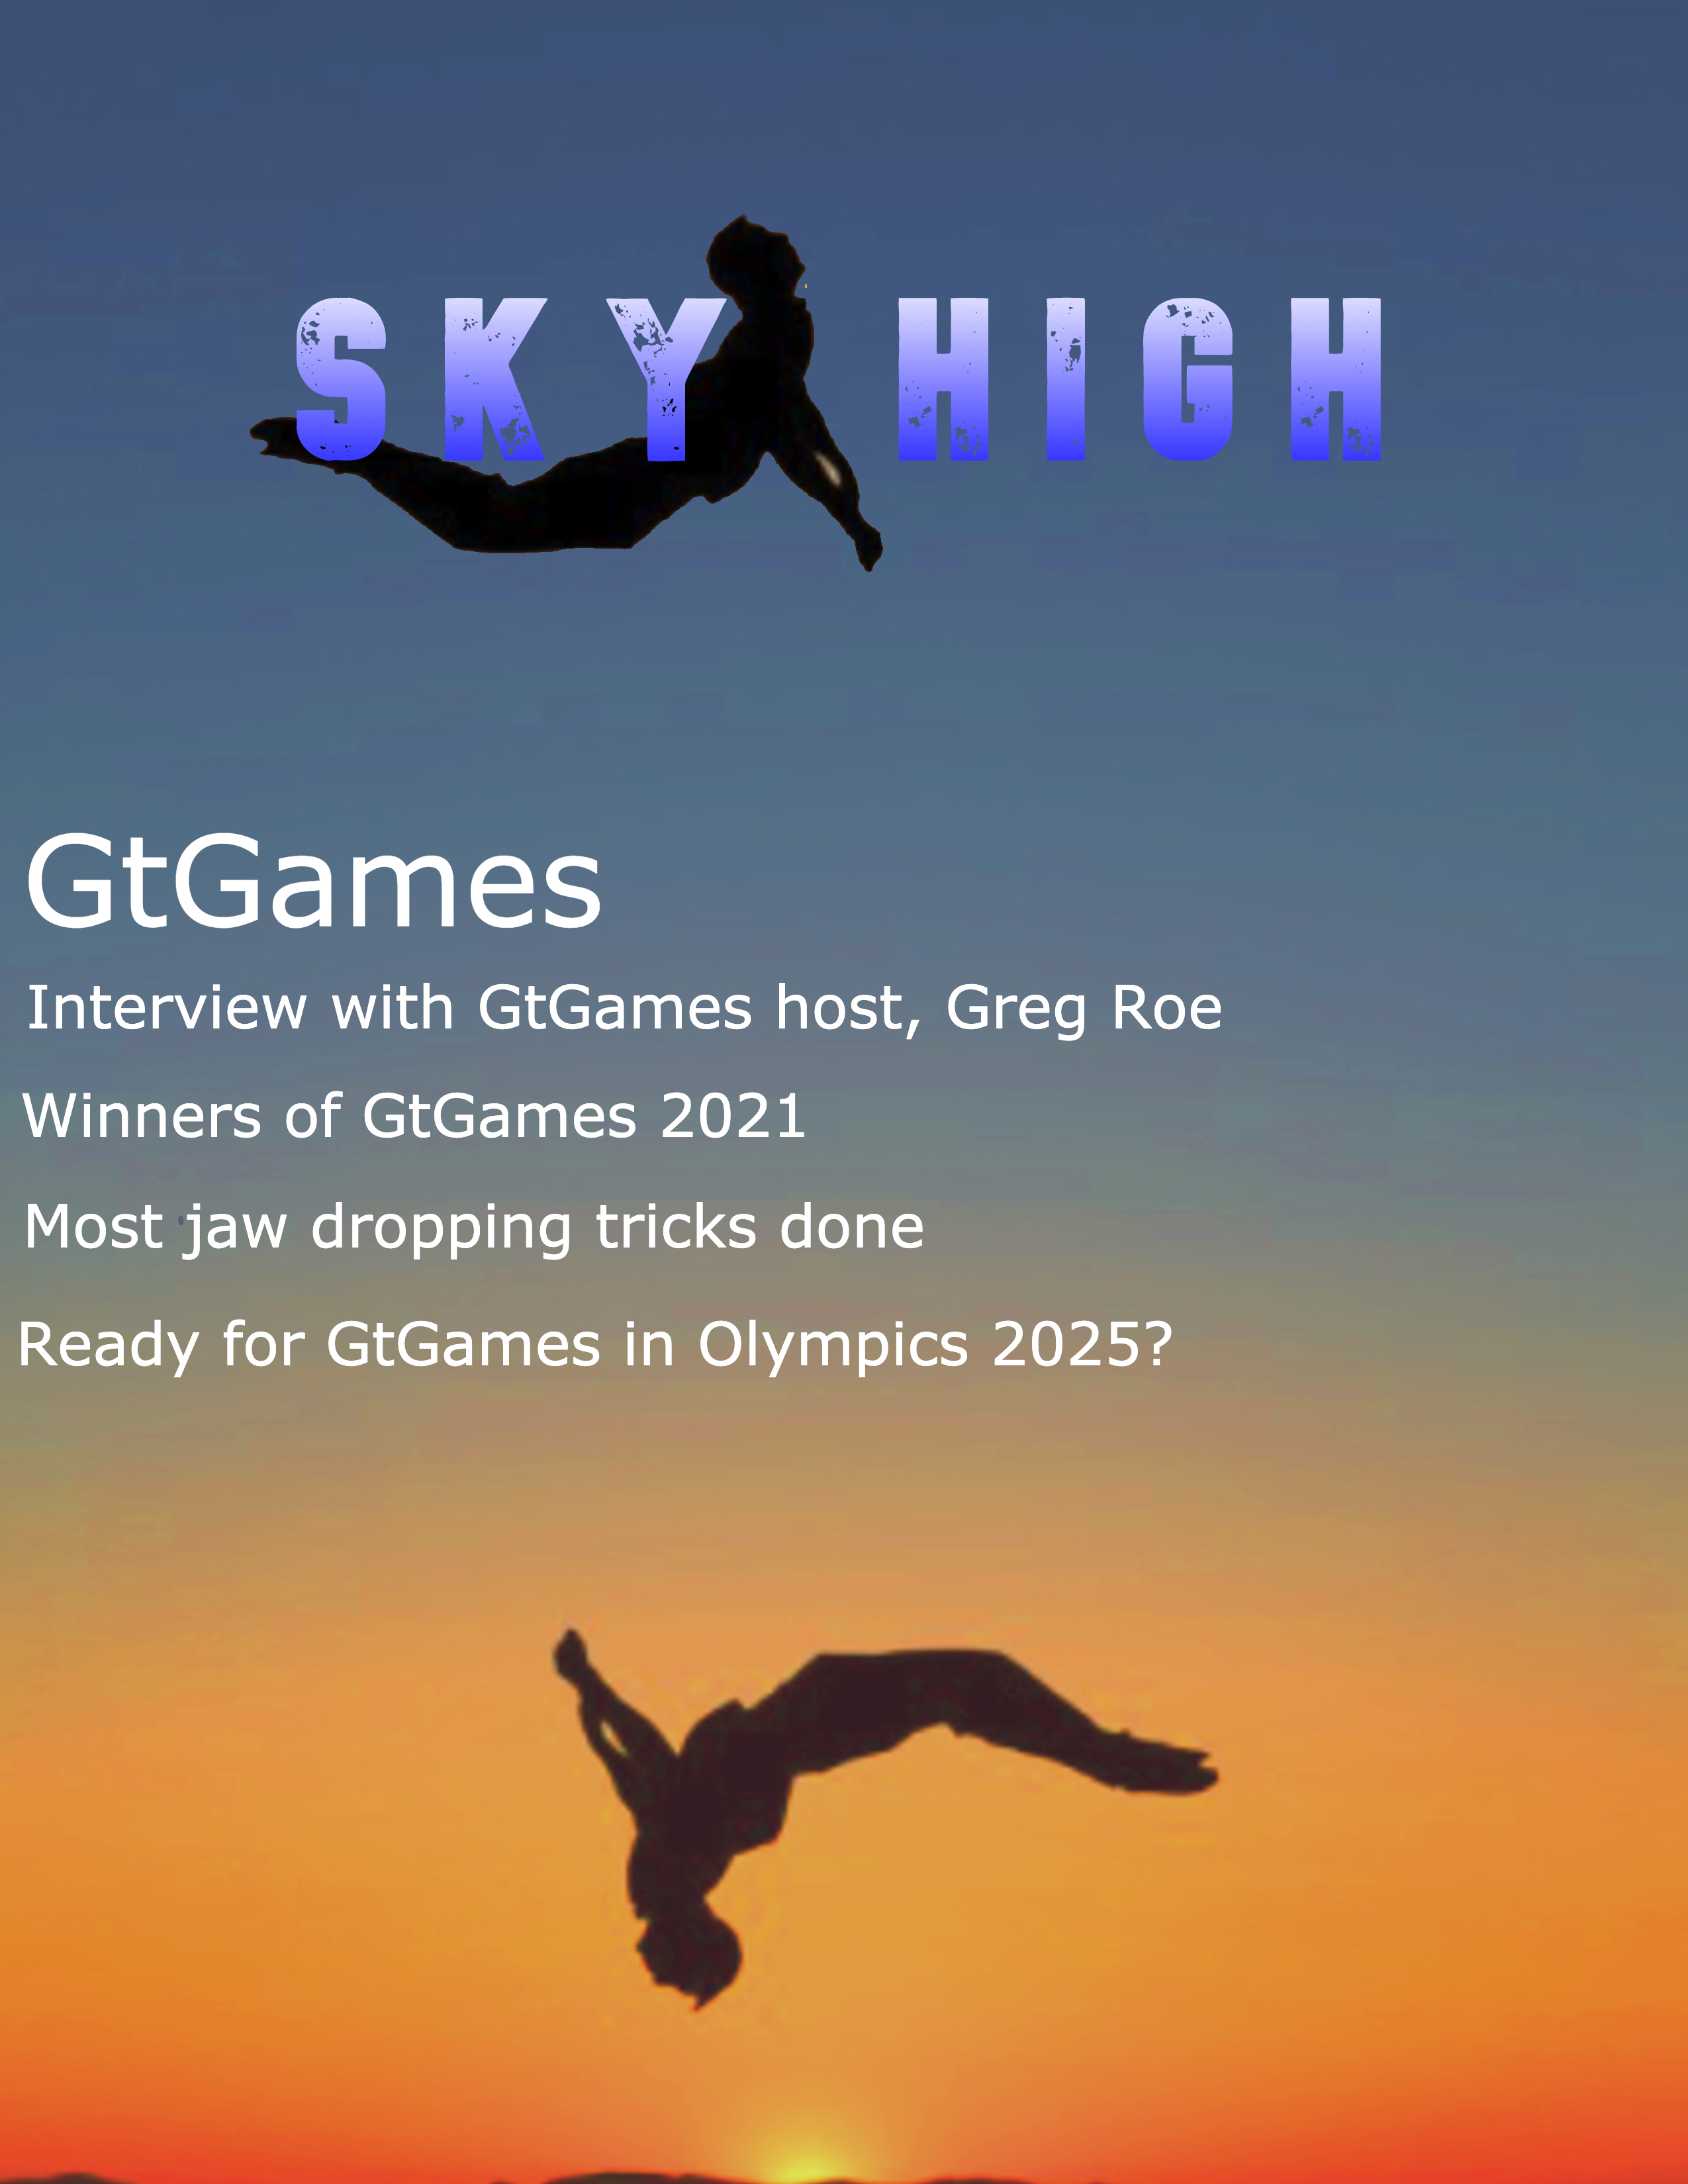 SKY HIGH
GtGames
Interview with GtGames host, Greg Roe
Winners of GtGames 2021
Most jaw dropping tricks done
Ready for GtGames in Olympics 2025?